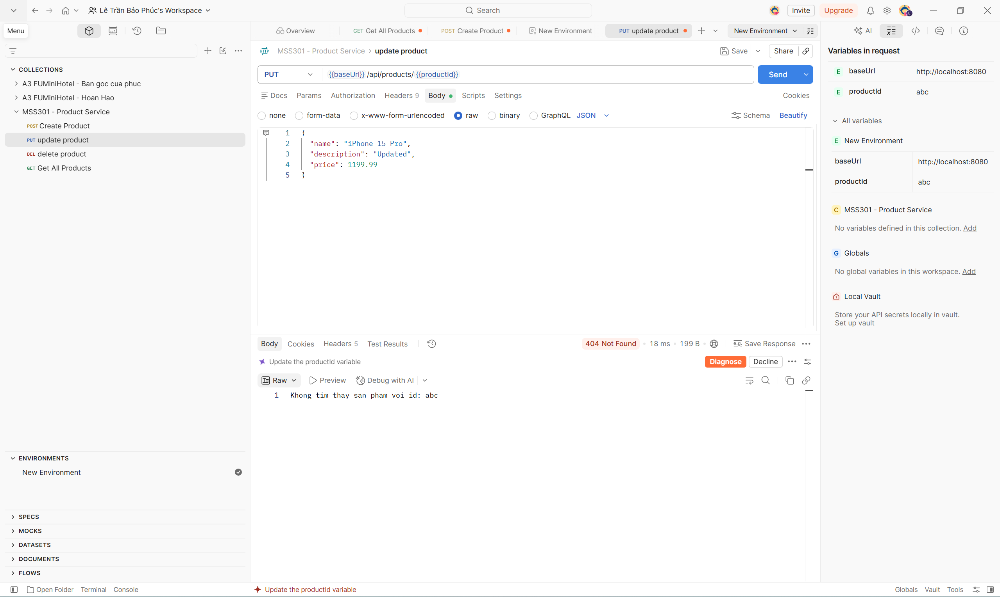 Lê Trần Bảo Phúc's Workspace
Search
Invite
Upgrade
Menu
Overview
GET Get All Products
POST Create Product
New Environment
PUT update product
New Environment
AI
COLLECTIONS
A3 FUMiniHotel - Ban goc cua phuc
A3 FUMiniHotel - Hoan Hao
MSS301 - Product Service
POST Create Product
PUT update product
DEL delete product
GET Get All Products
ENVIRONMENTS
New Environment
SPECS
MOCKS
DATASETS
DOCUMENTS
FLOWS
HTTP MSS301 - Product Service > update product
Save
Share
PUT
{{baseUrl}} /api/products/ {{productId}}
Send
Docs Params Authorization Headers 9 Body Scripts Settings
Cookies
none form-data x-www-form-urlencoded raw binary GraphQL JSON
Schema
Beautify
1 {
2 "name": "iPhone 15 Pro",
3 "description": "Updated",
4 "price": 1199.99
5 }
Body Cookies Headers 5 Test Results
404 Not Found • 18 ms • 199 B
e.g. Save Response
Update the productId variable
Diagnose
Decline
Raw
Preview
Debug with AI
1 Khong tim thay san pham voi id: abc
Variables in request
E baseUrl http://localhost:8080
E productId abc
All variables
E New Environment
baseUrl http://localhost:8080
productId abc
C MSS301 - Product Service
No variables defined in this collection. Add
G Globals
No global variables in this workspace. Add
Local Vault
Store your API secrets locally in vault.
Set up vault
Open Folder Terminal Console
Update the productId variable
Globals Vault Tools